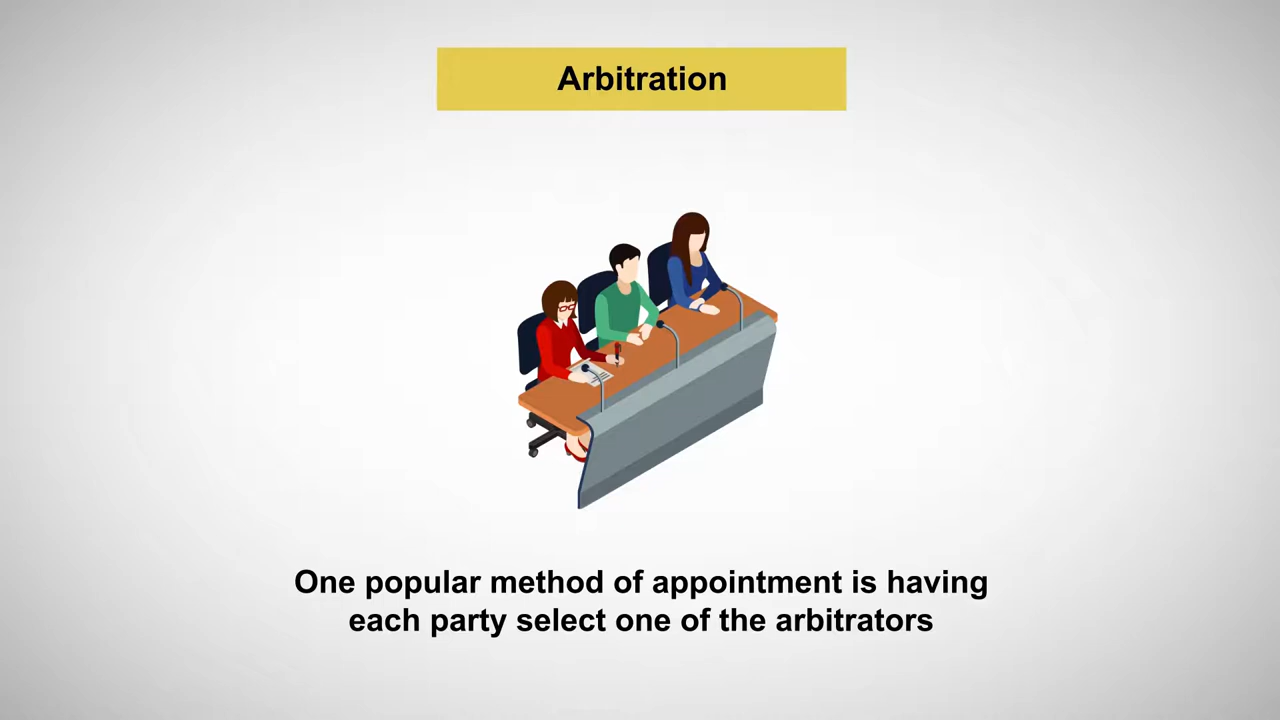 Arbitration
One popular method of appointment is having
each party select one of the arbitrators